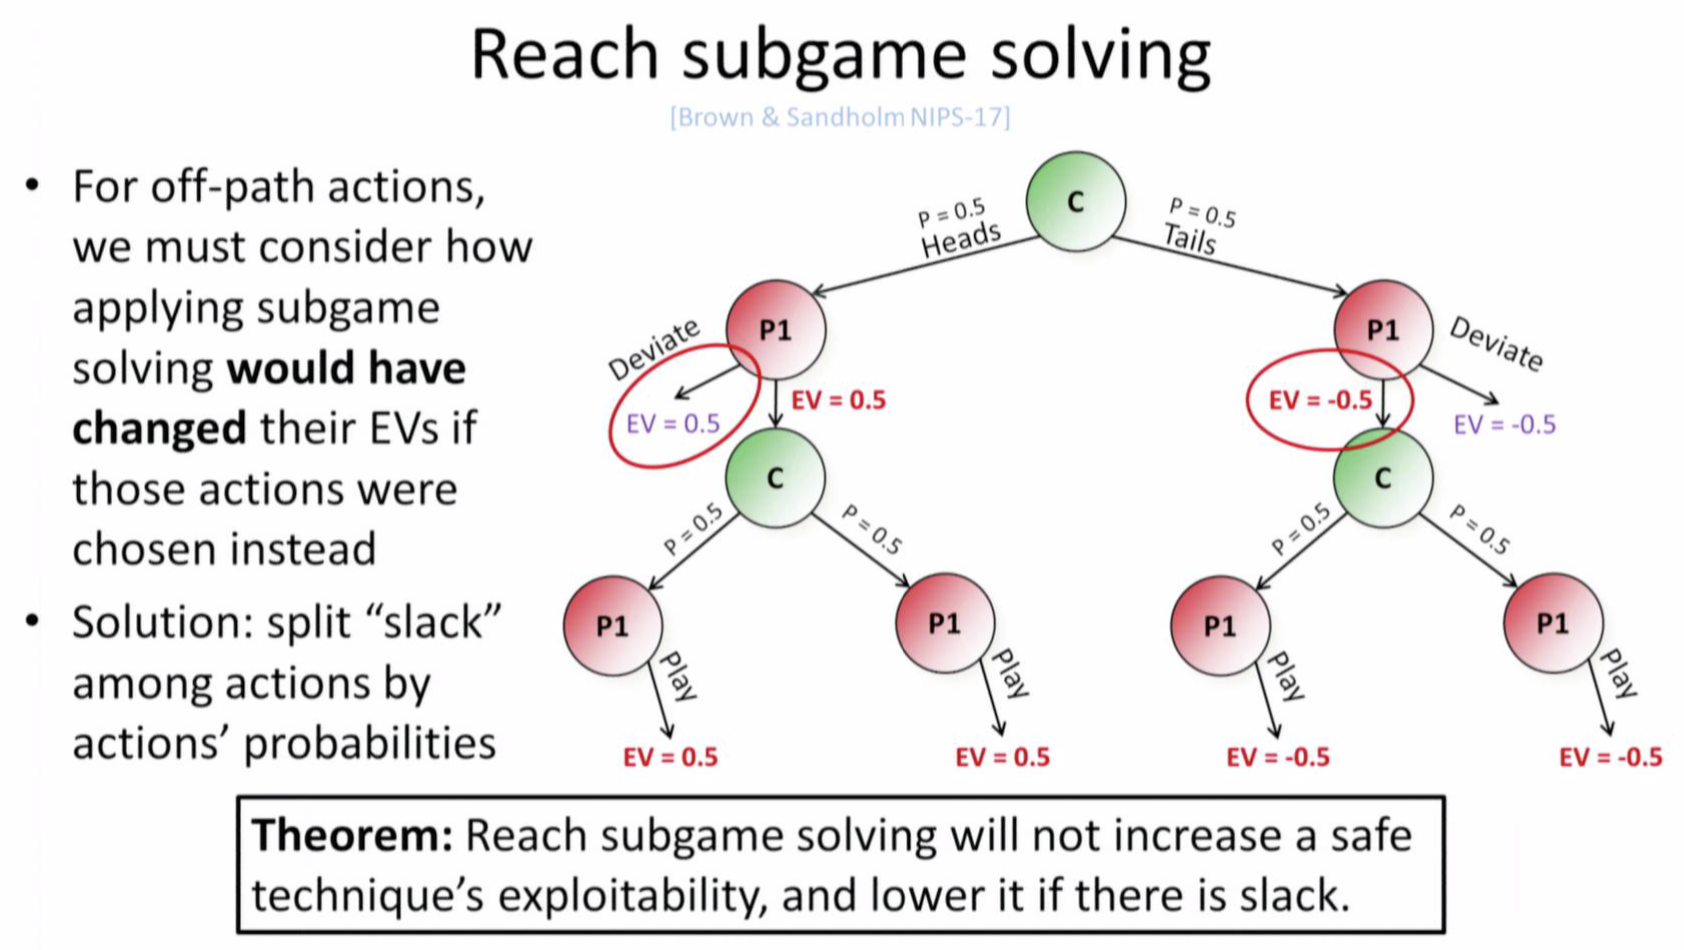 Reach subgame solving
[Brown & Sandholm NIPS-17]
• For off-path actions,
we must consider how
applying subgame
solving would have
changed their EVs if
those actions were
chosen instead
• Solution: split “slack”
among actions by
actions’ probabilities
C
P = 0.5
Heads
P = 0.5
Tails
P1
P1
Deviate
EV = 0.5
EV = 0.5
EV = -0.5
Deviate
EV = -0.5
C
C
P = 0.5
P = 0.5
P = 0.5
P = 0.5
P1
P1
P1
P1
Play
Play
Play
Play
EV = 0.5
EV = 0.5
EV = -0.5
EV = -0.5
Theorem: Reach subgame solving will not increase a safe
technique’s exploitability, and lower it if there is slack.